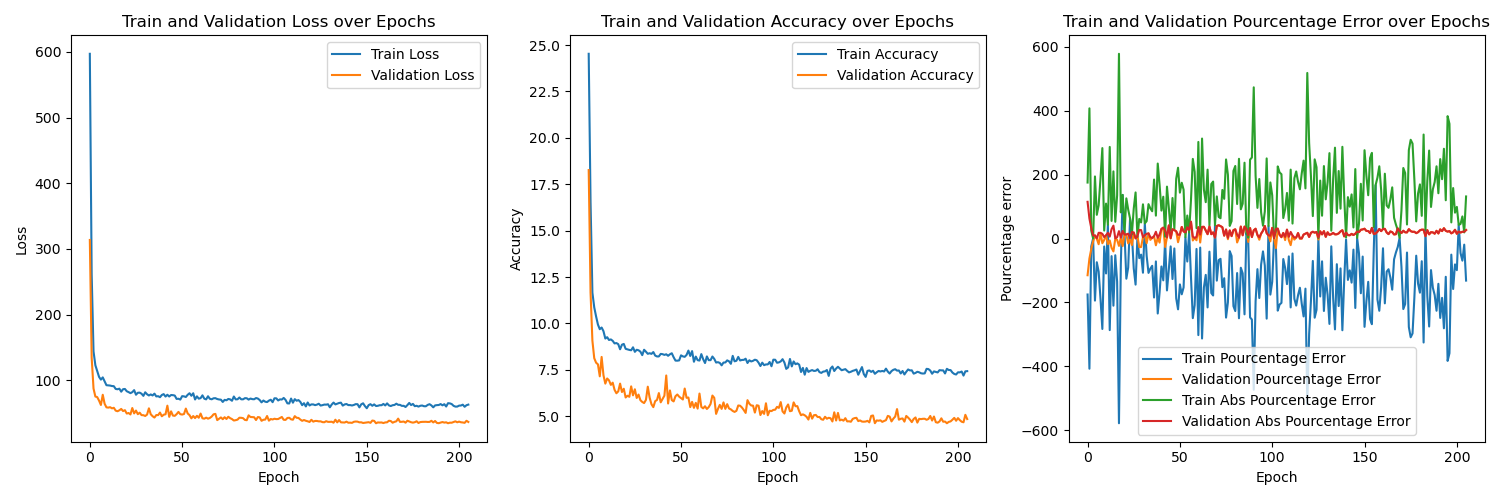 Train and Validation Loss over Epochs
600
500
400
300
200
100
0
50
100
150
200
Loss
Epoch
Train Loss
Validation Loss
Train and Validation Accuracy over Epochs
25.0
22.5
20.0
17.5
15.0
12.5
10.0
7.5
5.0
0
50
100
150
200
Accuracy
Epoch
Train Accuracy
Validation Accuracy
Train and Validation Pourcentage Error over Epochs
600
400
200
0
−200
−400
−600
0
50
100
150
200
Pourcentage error
Epoch
Train Pourcentage Error
Validation Pourcentage Error
Train Abs Pourcentage Error
Validation Abs Pourcentage Error